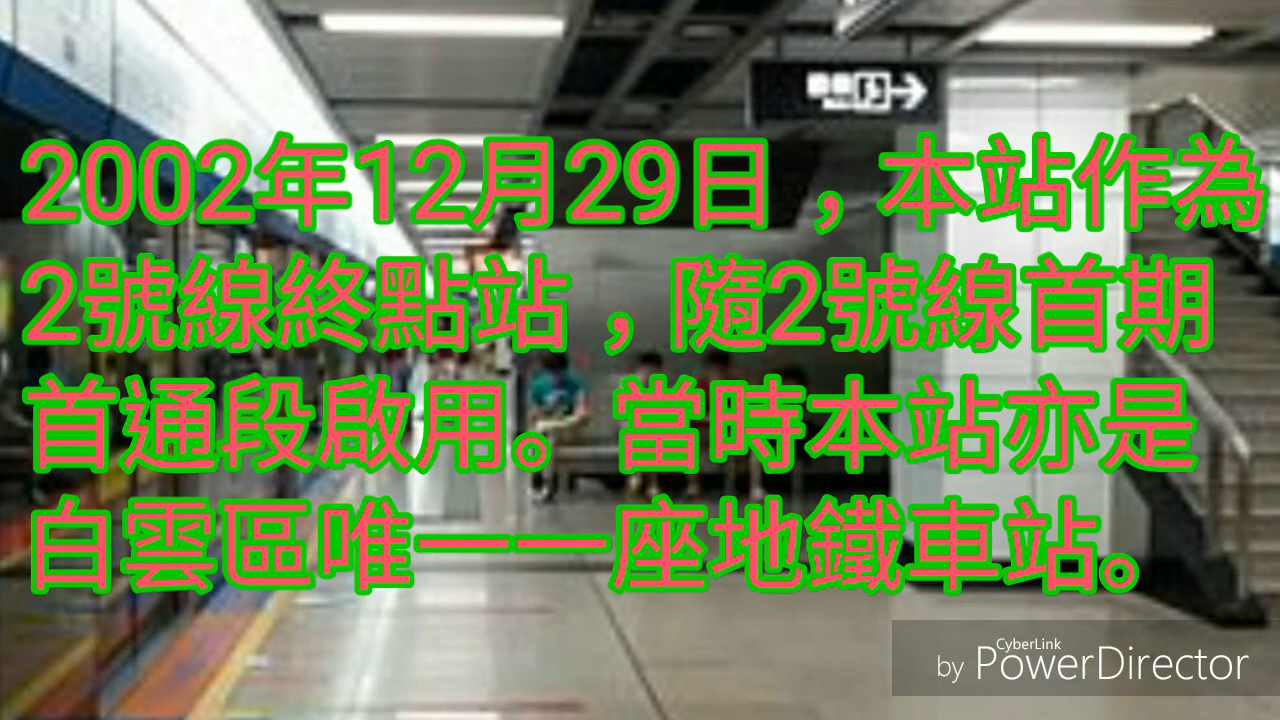 2002年12月29日，本站作為
2號線終點站，隨2號線首期
首通段啟用。當時本站亦是
白雲區唯一一座地鐵車站。
CyberLink
by PowerDirector